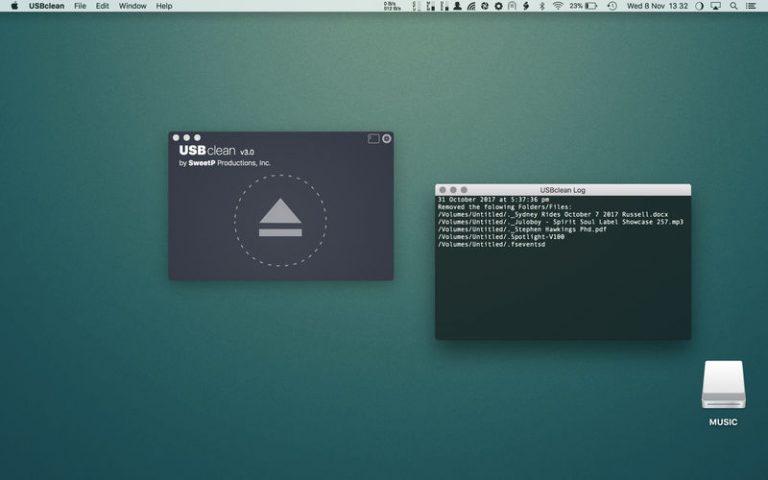 USBclean File Edit Window Help
23% Wed 8 Nov 13 32
USBclean v3.0
by SweetP Productions, Inc.
USBclean Log
31 October 2017 at 5:37:36 pm
Removed the folowing Folders/Files:
/Volumes/Untitled/._Sydney Rides October 7 2017 Russell.docx
/Volumes/Untitled/._Juloboy - Spirit Soul Label Showcase 257.mp3
/Volumes/Untitled/._Stephen Hawkings Phd.pdf
/Volumes/Untitled/.Spotlight-V100
/Volumes/Untitled/.fseventsd
MUSIC